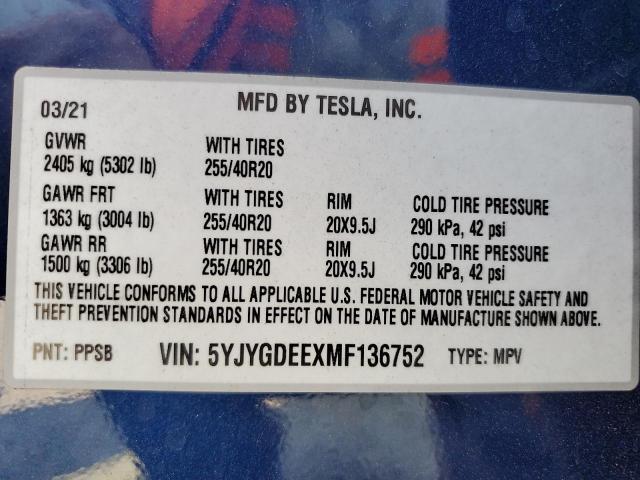 03/21 MFD BY TESLA, INC.
GVWR WITH TIRES
2405 kg (5302 lb) 255/40R20
GAWR FRT WITH TIRES RIM COLD TIRE PRESSURE
1363 kg (3004 lb) 255/40R20 20X9.5J 290 kPa, 42 psi
GAWR RR WITH TIRES RIM COLD TIRE PRESSURE
1500 kg (3306 lb) 255/40R20 20X9.5J 290 kPa, 42 psi
THIS VEHICLE CONFORMS TO ALL APPLICABLE U.S. FEDERAL MOTOR VEHICLE SAFETY AND
THEFT PREVENTION STANDARDS IN EFFECT ON THE DATE OF MANUFACTURE SHOWN ABOVE.
PNT: PPSB VIN: 5YJYGDEEXMF136752 TYPE: MPV